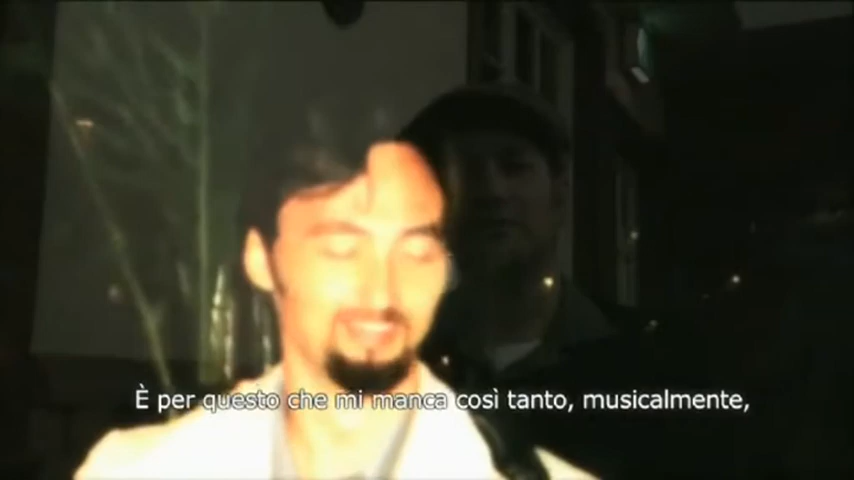 È per questo che mi manca così tanto, musicalmente,